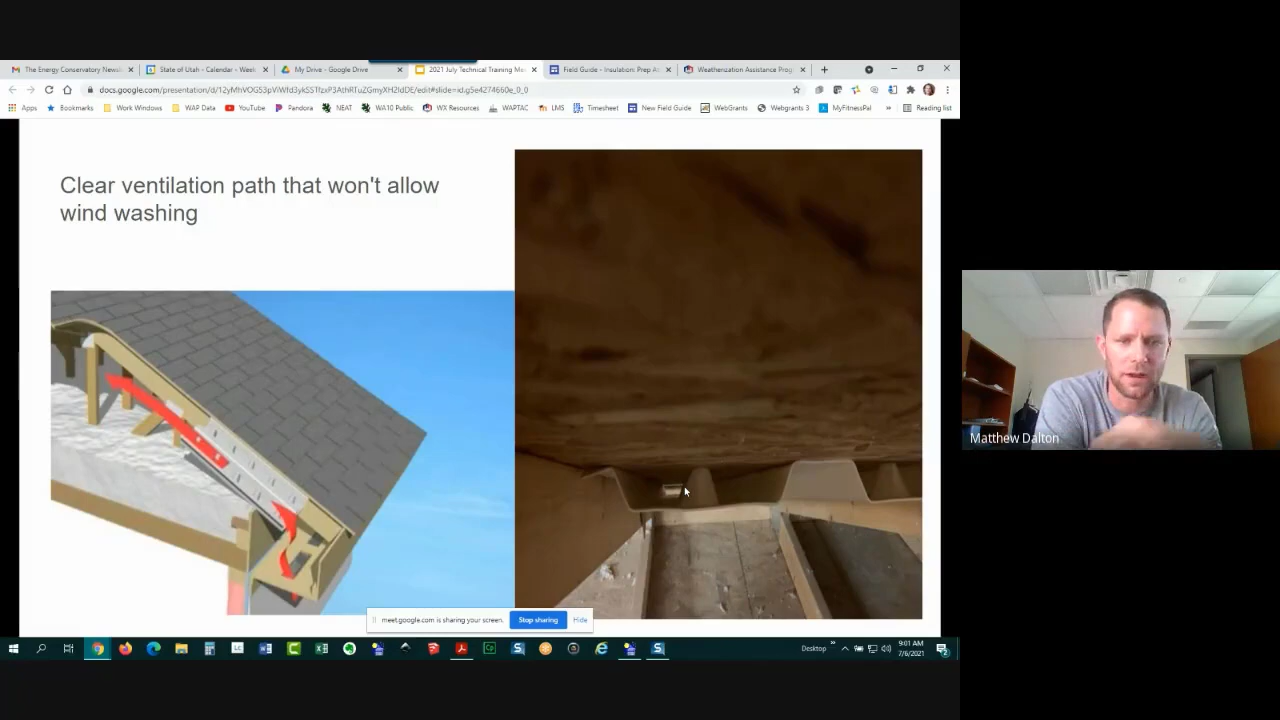 The Energy Conservatory News
State of Utah - Calendar - Week
My Drive - Google Drive
2021 July Technical Training Me
Field Guide - Insulation: Prep A
Weatherization Assistance Prog
Apps
Bookmarks
Work Windows
WAP Data
YouTube
Pandora
NEAT
WA10 Public
WX Resources
WAPTAC
LMS
Timesheet
New Field Guide
WebGrants
Webgrants 3
MyFitnessPal
»
Reading list
Clear ventilation path that won't allow
wind washing
Matthew Dalton
meet.google.com is sharing your screen.
Stop sharing
Hide
Desktop
»
9:01 AM
7/6/2021